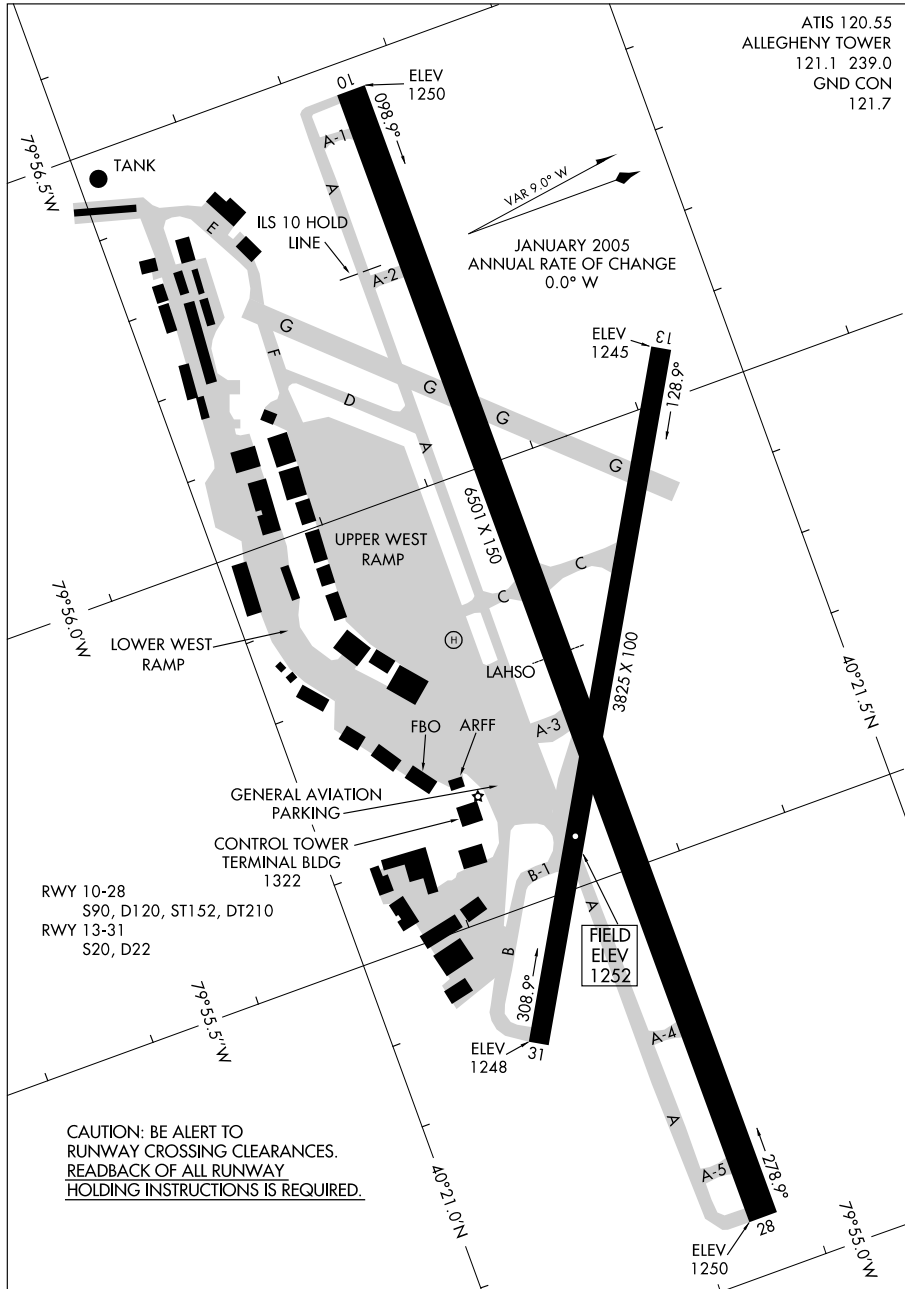 ATIS 120.55
ALLEGHENY TOWER
121.1 239.0
GND CON
121.7
10
ELEV
1250
098.9°
A-1
A
79°56.5'W
TANK
VAR 9.0° W
E
ILS 10 HOLD
LINE
A-2
JANUARY 2005
ANNUAL RATE OF CHANGE
0.0° W
G
F
D
G
G
G
A
ELEV
1245
13
128.9°
6501 X 150
UPPER WEST
RAMP
C
C
79°56.0'W
LOWER WEST
RAMP
H
LAHSO
3825 X 100
40°21.5'N
A-3
FBO
ARFF
GENERAL AVIATION
PARKING
CONTROL TOWER
TERMINAL BLDG
1322
RWY 10-28
S90, D120, ST152, DT210
RWY 13-31
S20, D22
B-1
A
B
FIELD
ELEV
1252
308.9°
79°55.5'W
ELEV
1248
31
A-4
A
A-5
278.9°
28
CAUTION: BE ALERT TO
RUNWAY CROSSING CLEARANCES.
READBACK OF ALL RUNWAY
HOLDING INSTRUCTIONS IS REQUIRED.
40°21.0'N
ELEV
1250
79°55.0'W